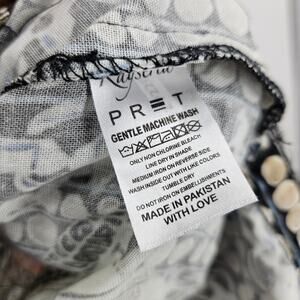 PRET
GENTLE MACHINE WASH
ONLY NON CHLORINE BLEACH
LINE DRY IN SHADE
MEDIUM IRON ON REVERSE SIDE
WASH INSIDE OUT WITH LIKE COLORS
TUMBLE DRY
DO NOT IRON ON EMBELLISHMENTS
MADE IN PAKISTAN
WITH LOVE